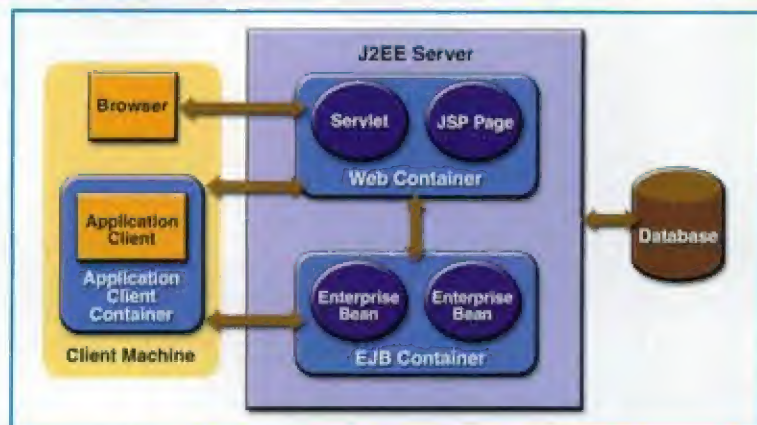 J2EE Server
Browser
Servlet
JSP Page
Web Container
Application
Client
Application
Client
Container
Client Machine
Enterprise
Bean
Enterprise
Bean
EJB Container
Database